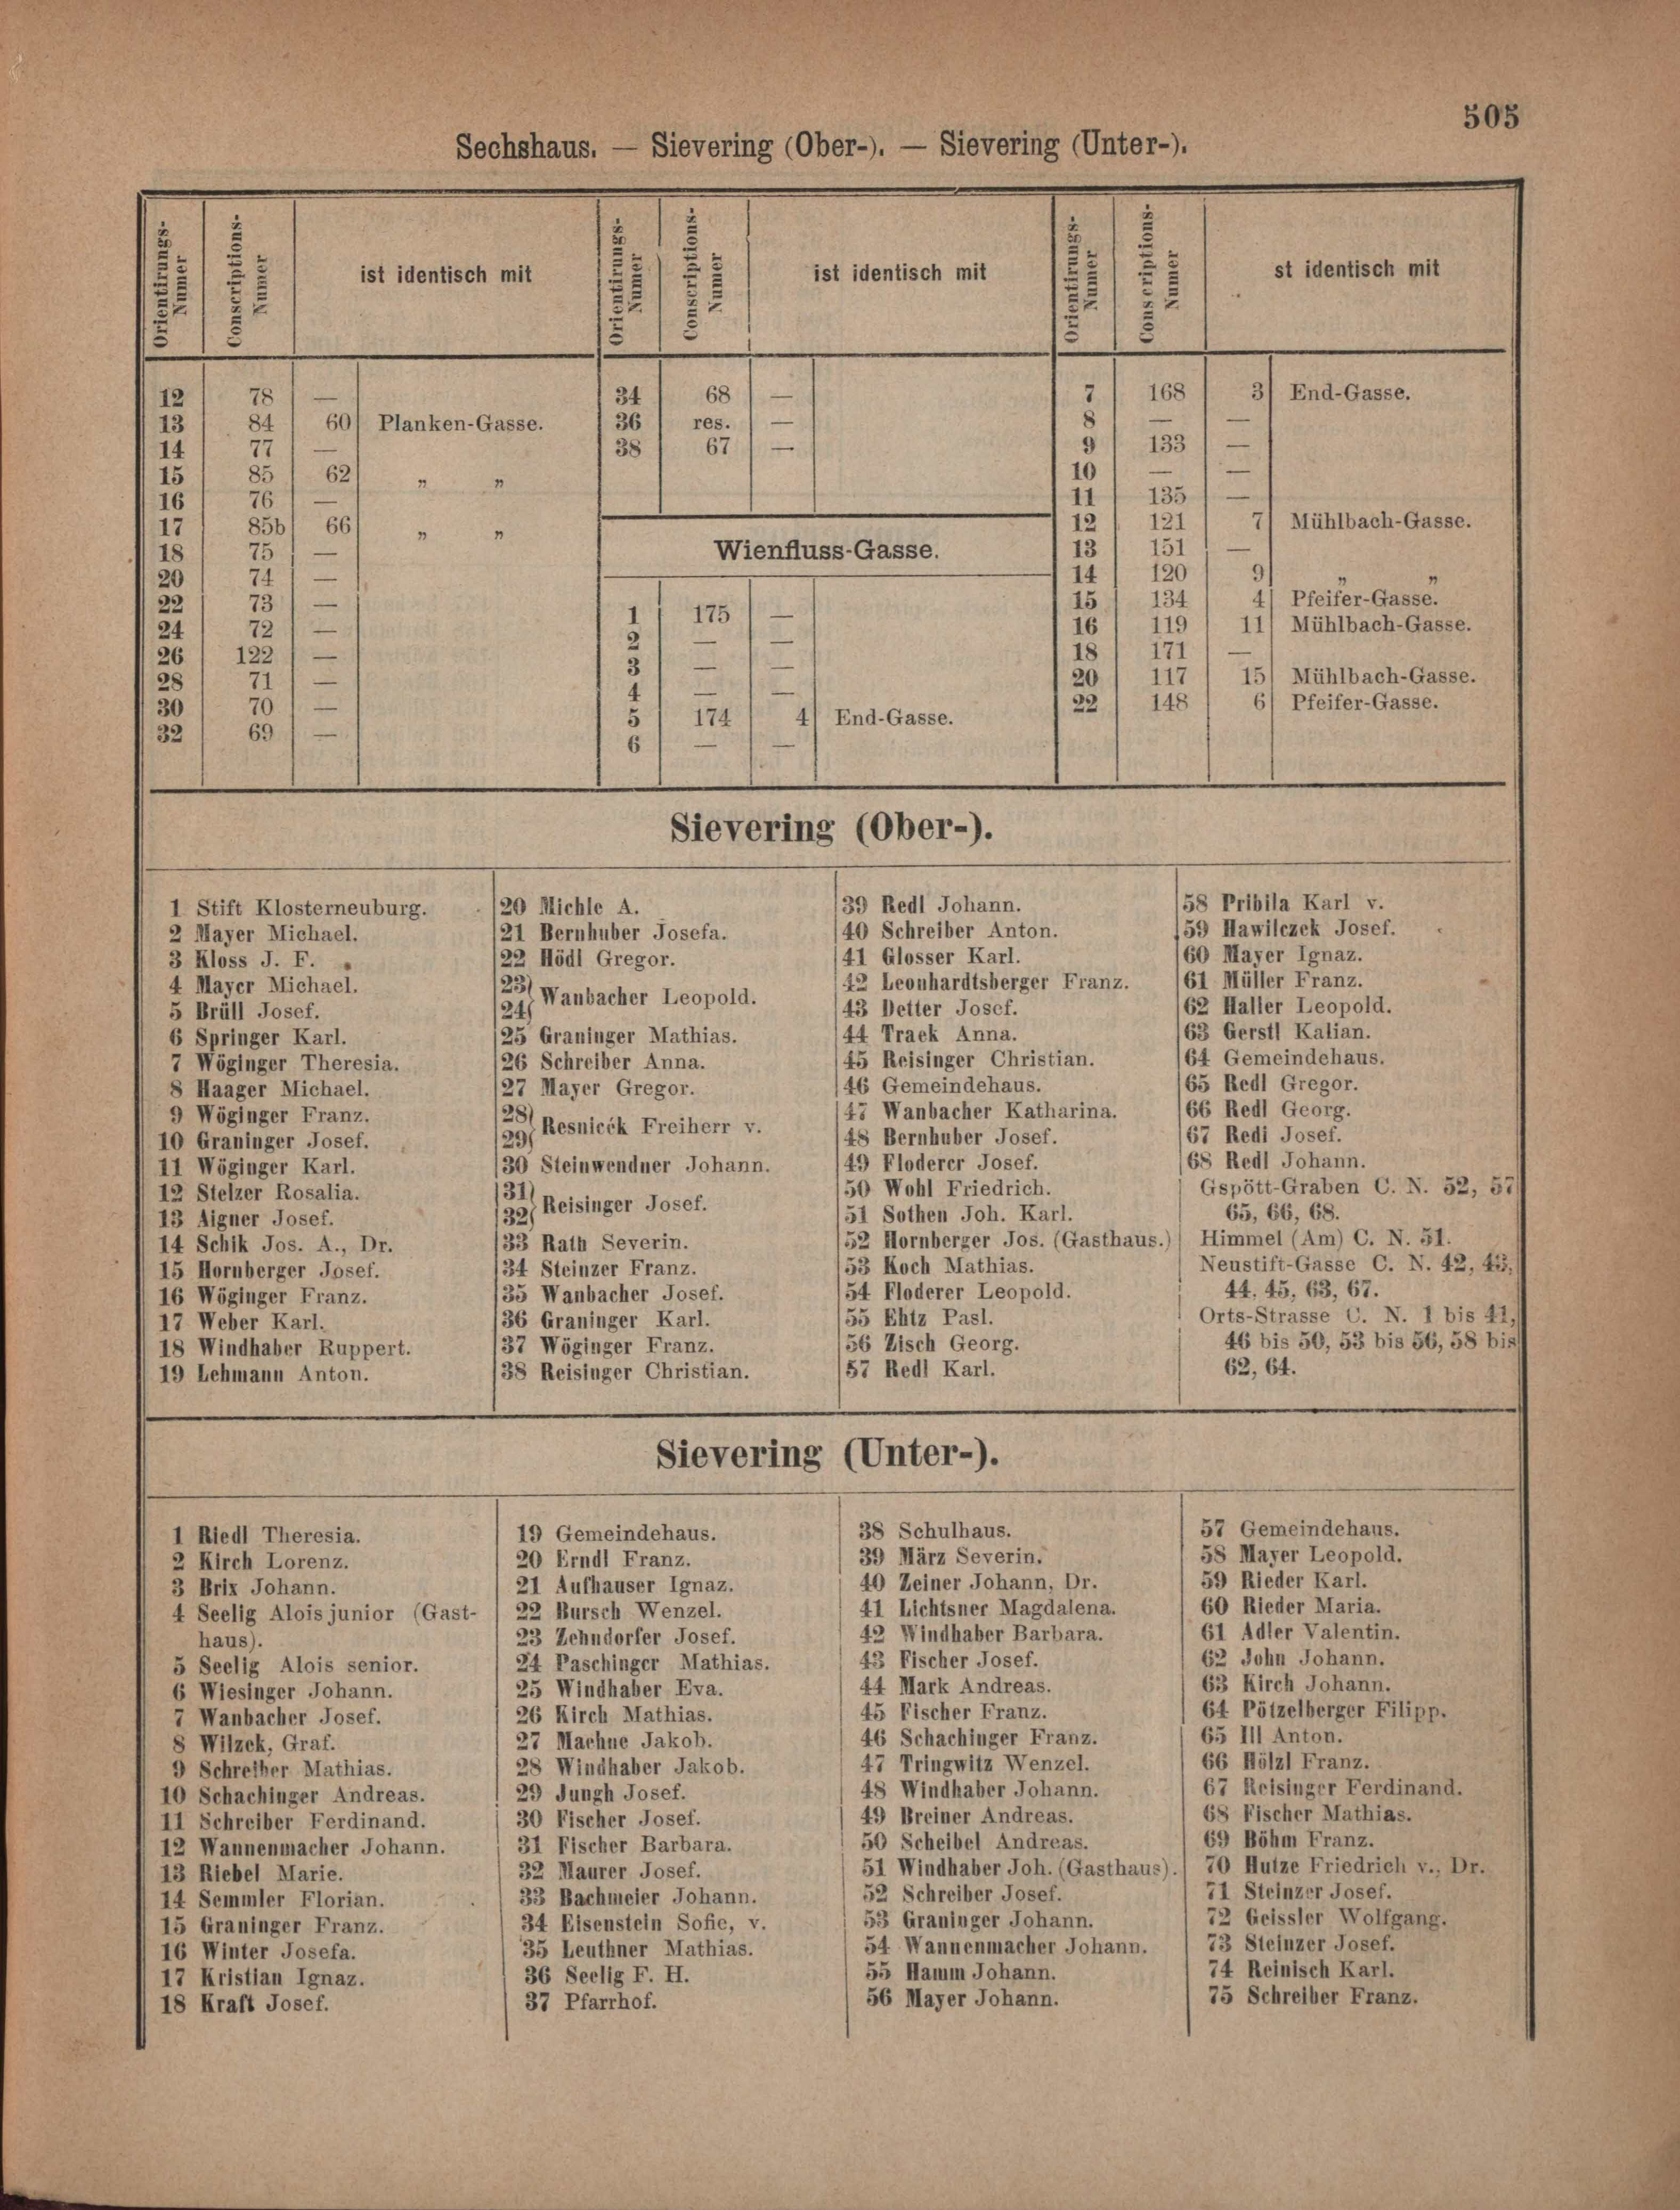 505
Sechshaus. — Sievering (Ober-). — Sievering (Unter-).
Orientirungs-Numer
Conscriptions-Numer
ist identisch mit
12 78 —
13 84 60 Planken-Gasse.
14 77 —
15 85 62 „ „
16 76 —
17 85b 66 „ „
18 75 —
20 74 —
22 73 —
24 72 —
26 122 —
28 71 —
30 70 —
32 69 —
Orientirungs-Numer
Conscriptions-Numer
ist identisch mit
34 68 —
36 res. —
38 67 —
Wienfluss-Gasse.
1 175 —
2 — —
3 — —
4 — —
5 174 4 End-Gasse.
6 — —
Orientirungs-Numer
Conscriptions-Numer
st identisch mit
7 168 3 End-Gasse.
8 — —
9 133 —
10 — —
11 135 —
12 121 7 Mühlbach-Gasse.
13 151 —
14 120 9 „ „
15 134 4 Pfeifer-Gasse.
16 119 11 Mühlbach-Gasse.
18 171 —
20 117 15 Mühlbach-Gasse.
22 148 6 Pfeifer-Gasse.
Sievering (Ober-).
1 Stift Klosterneuburg.
2 Mayer Michael.
3 Kloss J. F.
4 Mayer Michael.
5 Brüll Josef.
6 Springer Karl.
7 Wöginger Theresia.
8 Haager Michael.
9 Wöginger Franz.
10 Graninger Josef.
11 Wöginger Karl.
12 Stelzer Rosalia.
13 Aigner Josef.
14 Schik Jos. A., Dr.
15 Hornberger Josef.
16 Wöginger Franz.
17 Weber Karl.
18 Windhaber Ruppert.
19 Lehmann Anton.
20 Michle A.
21 Bernhuber Josefa.
22 Hödl Gregor.
23)
24) Wanbacher Leopold.
25 Graninger Mathias.
26 Schreiber Anna.
27 Mayer Gregor.
28)
29) Resnicék Freiherr v.
30 Steinwendner Johann.
31)
32) Reisinger Josef.
33 Rath Severin.
34 Steinzer Franz.
35 Wanbacher Josef.
36 Graninger Karl.
37 Wöginger Franz.
38 Reisinger Christian.
39 Redl Johann.
40 Schreiber Anton.
41 Glosser Karl.
42 Leonhardtsberger Franz.
43 Detter Josef.
44 Track Anna.
45 Reisinger Christian.
46 Gemeindehaus.
47 Wanbacher Katharina.
48 Bernhuber Josef.
49 Floderer Josef.
50 Wohl Friedrich.
51 Sothen Joh. Karl.
52 Hornberger Jos. (Gasthaus.)
53 Koch Mathias.
54 Floderer Leopold.
55 Ehtz Pasl.
56 Zisch Georg.
57 Redl Karl.
58 Pribila Karl v.
59 Hawilczek Josef.
60 Mayer Ignaz.
61 Müller Franz.
62 Haller Leopold.
63 Gerstl Kalian.
64 Gemeindehaus.
65 Redl Gregor.
66 Redl Georg.
67 Redi Josef.
68 Redl Johann.
Gspött-Graben C. N. 52, 57
65, 66, 68.
Himmel (Am) C. N. 51.
Neustift-Gasse C. N. 42, 43,
44, 45, 63, 67.
Orts-Strasse C. N. 1 bis 41,
46 bis 50, 53 bis 56, 58 bis
62, 64.
Sievering (Unter-).
1 Riedl Theresia.
2 Kirch Lorenz.
3 Brix Johann.
4 Seelig Alois junior (Gast-
haus).
5 Seelig Alois senior.
6 Wiesinger Johann.
7 Wanbacher Josef.
8 Wilzek, Graf.
9 Schreiber Mathias.
10 Schachinger Andreas.
11 Schreiber Ferdinand.
12 Wannenmacher Johann.
13 Riebel Marie.
14 Semmler Florian.
15 Graninger Franz.
16 Winter Josefa.
17 Kristian Ignaz.
18 Kraft Josef.
19 Gemeindehaus.
20 Erndl Franz.
21 Aufhauser Ignaz.
22 Bursch Wenzel.
23 Zehndorfer Josef.
24 Paschinger Mathias.
25 Windhaber Eva.
26 Kirch Mathias.
27 Machne Jakob.
28 Windhaber Jakob.
29 Jungh Josef.
30 Fischer Josef.
31 Fischer Barbara.
32 Maurer Josef.
33 Bachmeier Johann.
34 Eisenstein Sofie, v.
35 Leuthner Mathias.
36 Seelig F. H.
37 Pfarrhof.
38 Schulhaus.
39 März Severin.
40 Zeiner Johann, Dr.
41 Lichtsner Magdalena.
42 Windhaber Barbara.
43 Fischer Josef.
44 Mark Andreas.
45 Fischer Franz.
46 Schachinger Franz.
47 Tringwitz Wenzel.
48 Windhaber Johann.
49 Breiner Andreas.
50 Scheibel Andreas.
51 Windhaber Joh. (Gasthaus).
52 Schreiber Josef.
53 Graninger Johann.
54 Wannenmacher Johann.
55 Hamm Johann.
56 Mayer Johann.
57 Gemeindehaus.
58 Mayer Leopold.
59 Rieder Karl.
60 Rieder Maria.
61 Adler Valentin.
62 John Johann.
63 Kirch Johann.
64 Pötzelberger Filipp.
65 Ill Anton.
66 Hölzl Franz.
67 Reisinger Ferdinand.
68 Fischer Mathias.
69 Böhm Franz.
70 Hutze Friedrich v., Dr.
71 Steinzer Josef.
72 Geissler Wolfgang.
73 Steinzer Josef.
74 Reinisch Karl.
75 Schreiber Franz.